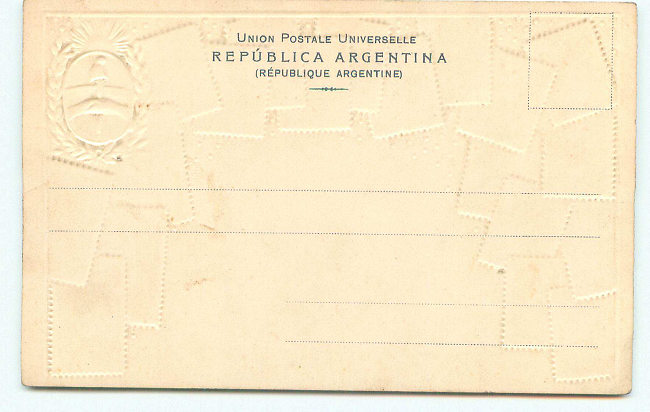 Union Postale Universelle
REPÚBLICA ARGENTINA
(RÉPUBLIQUE ARGENTINE)